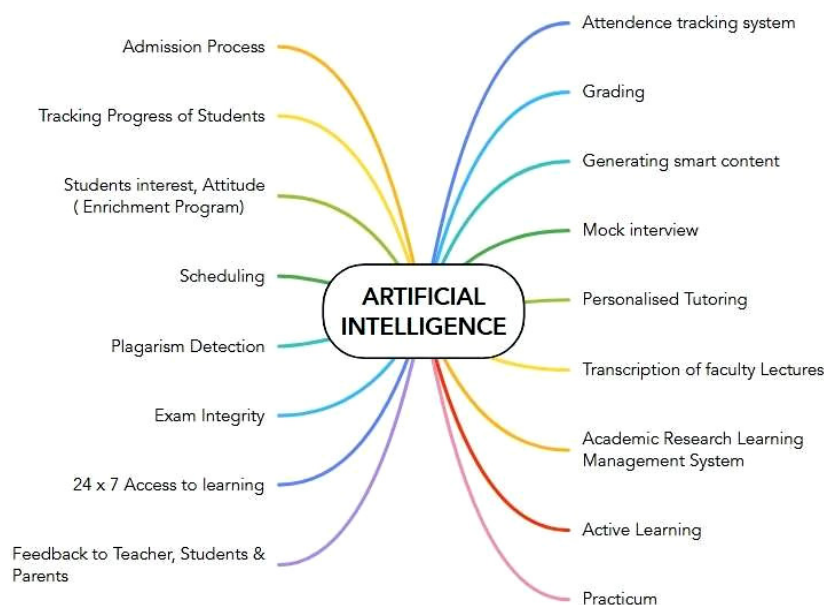 Admission Process
Tracking Progress of Students
Students interest, Attitude
( Enrichment Program)
Scheduling
Plagarism Detection
Exam Integrity
24 x 7 Access to learning
Feedback to Teacher, Students &
Parents
ARTIFICIAL
INTELLIGENCE
Attendence tracking system
Grading
Generating smart content
Mock interview
Personalised Tutoring
Transcription of faculty Lectures
Academic Research Learning
Management System
Active Learning
Practicum